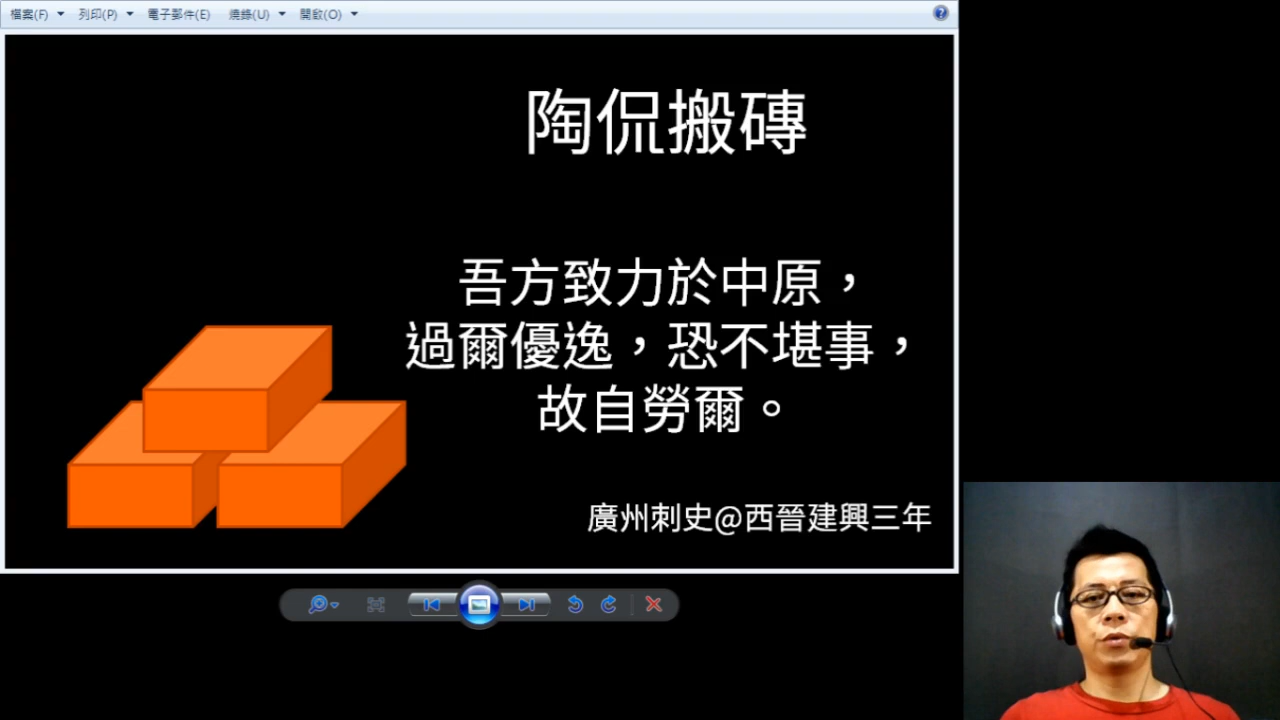 檔案(F) 列印(P) 電子郵件(E) 燒錄(U) 開啟(O)
陶侃搬磚
吾方致力於中原，
過爾優逸，恐不堪事，
故自勞爾。
廣州刺史@西晉建興三年